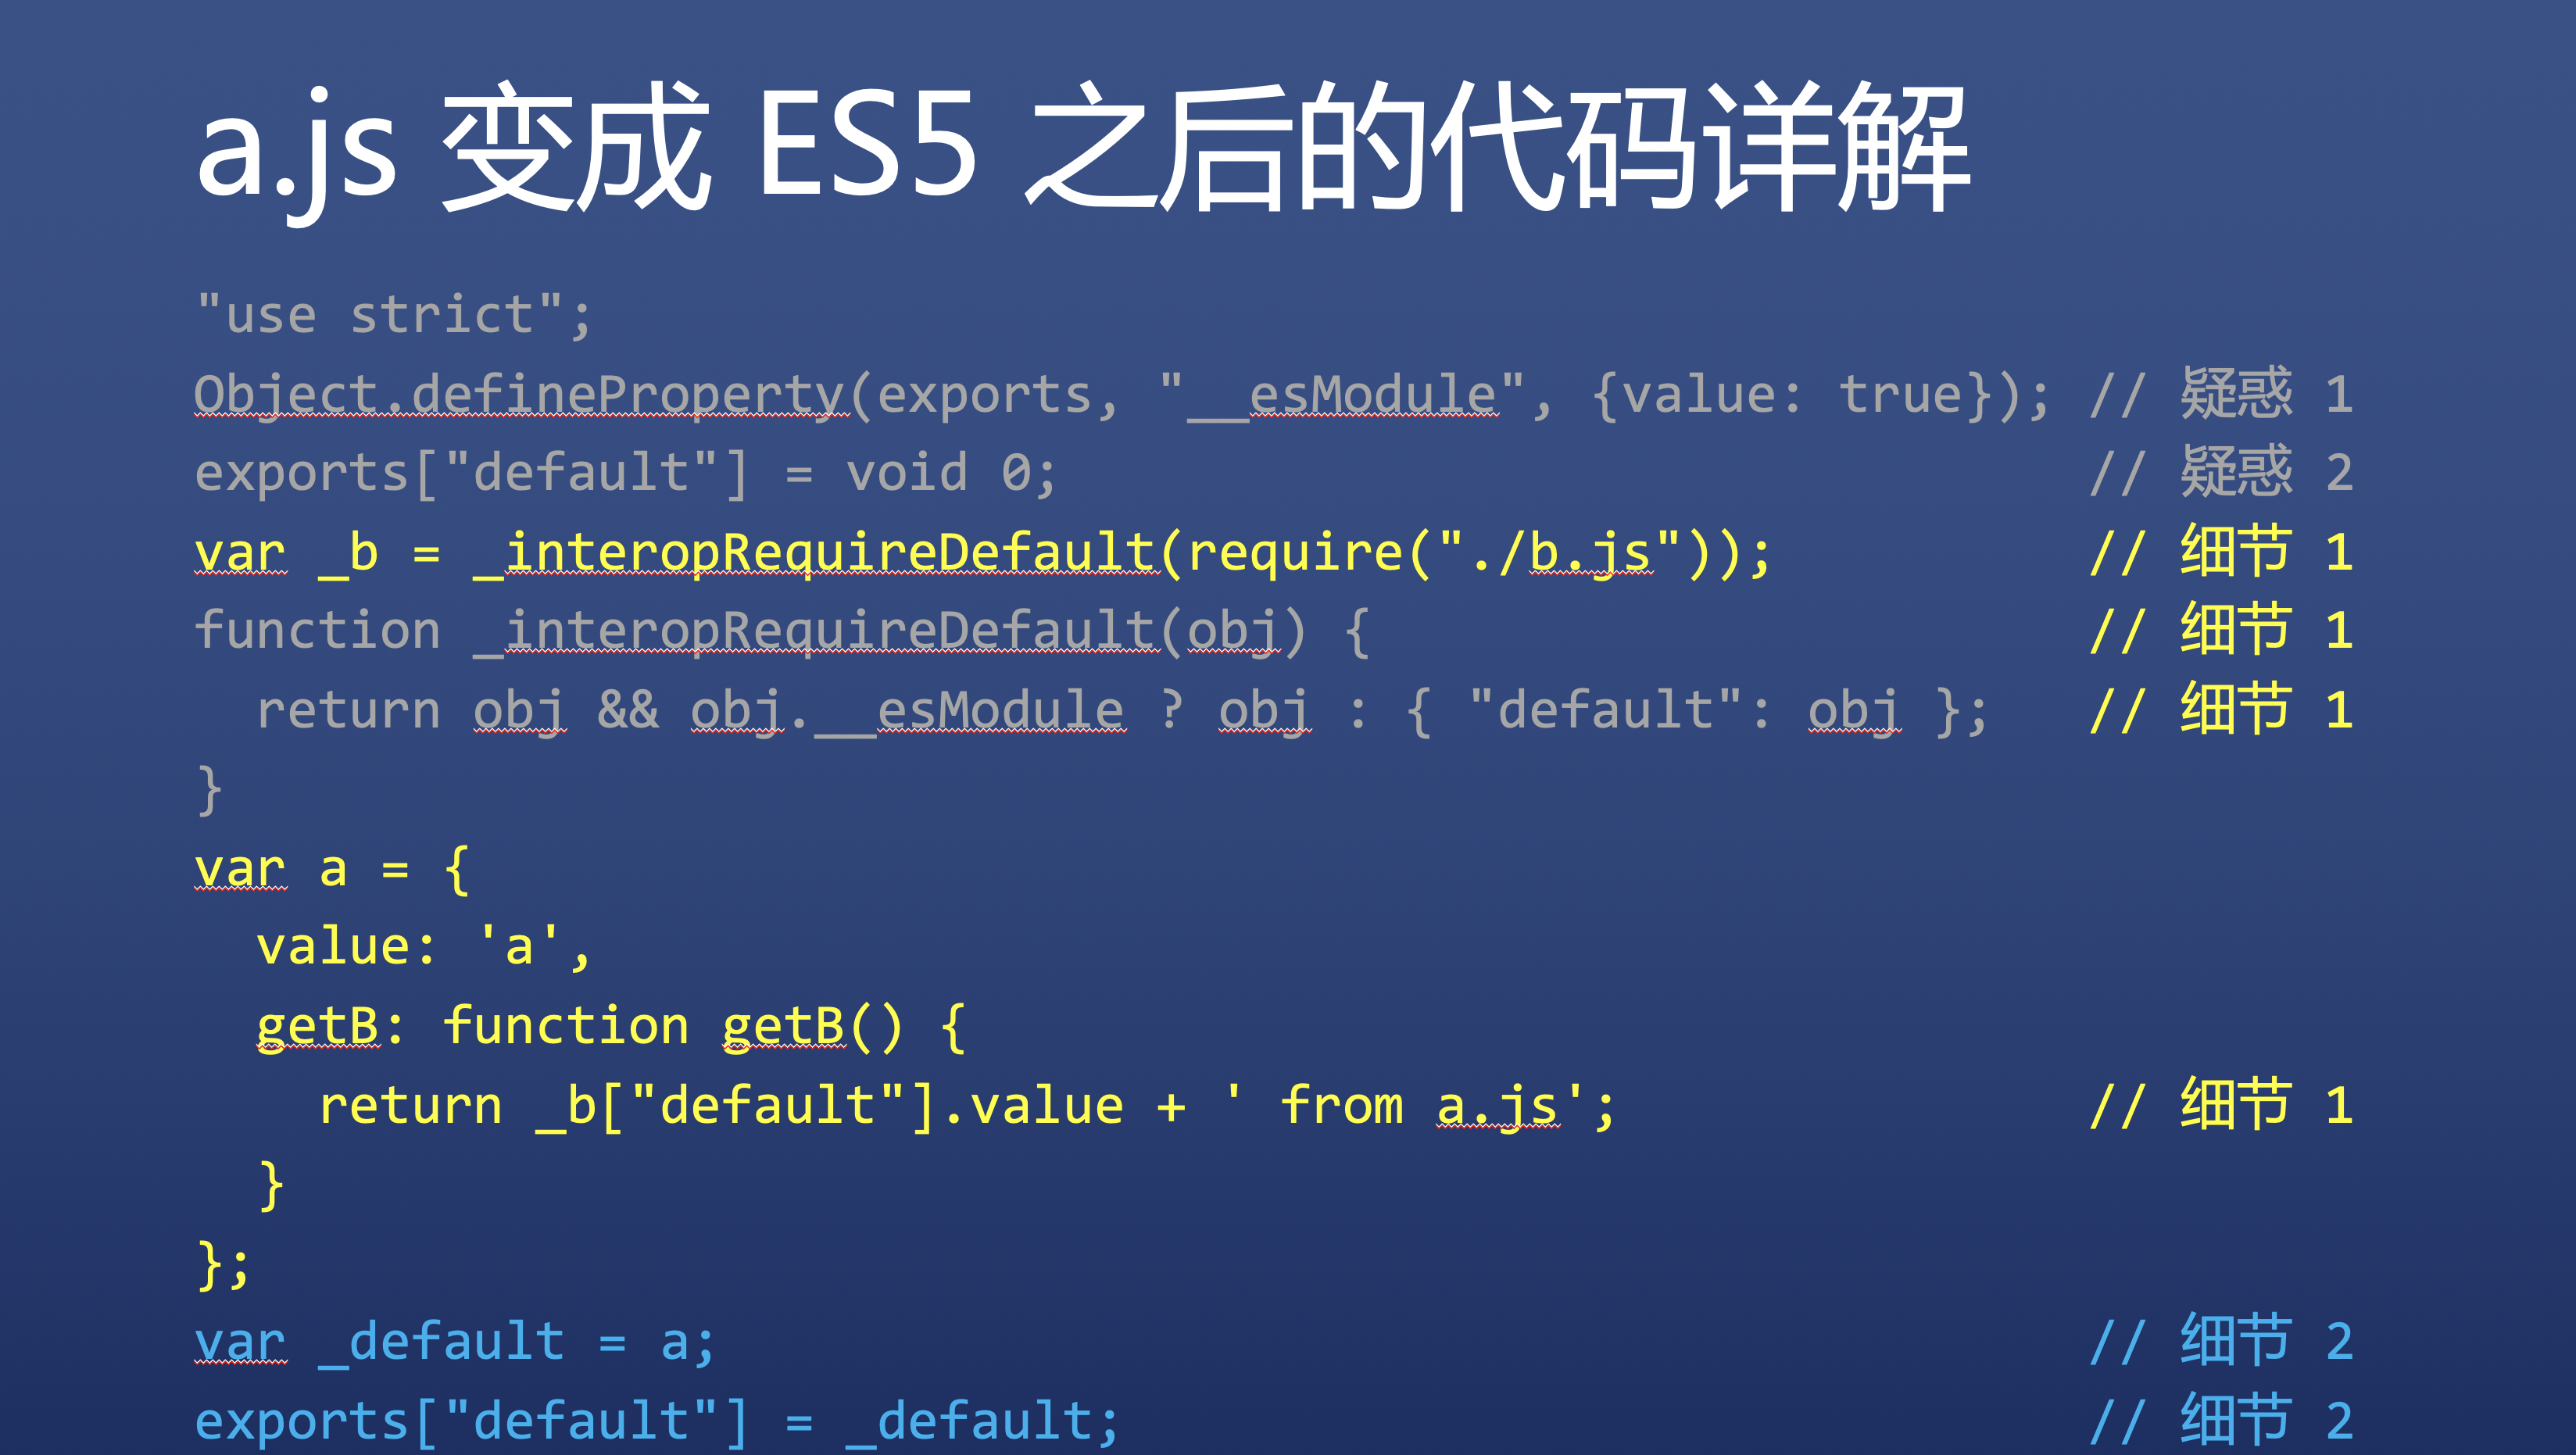 a.js 变成 ES5 之后的代码详解
"use strict";
Object.defineProperty(exports, "__esModule", {value: true}); // 疑惑 1
exports["default"] = void 0; // 疑惑 2
var _b = _interopRequireDefault(require("./b.js")); // 细节 1
function _interopRequireDefault(obj) { // 细节 1
  return obj && obj.__esModule ? obj : { "default": obj }; // 细节 1
}
var a = {
  value: 'a',
  getB: function getB() {
    return _b["default"].value + ' from a.js'; // 细节 1
  }
};
var _default = a; // 细节 2
exports["default"] = _default; // 细节 2